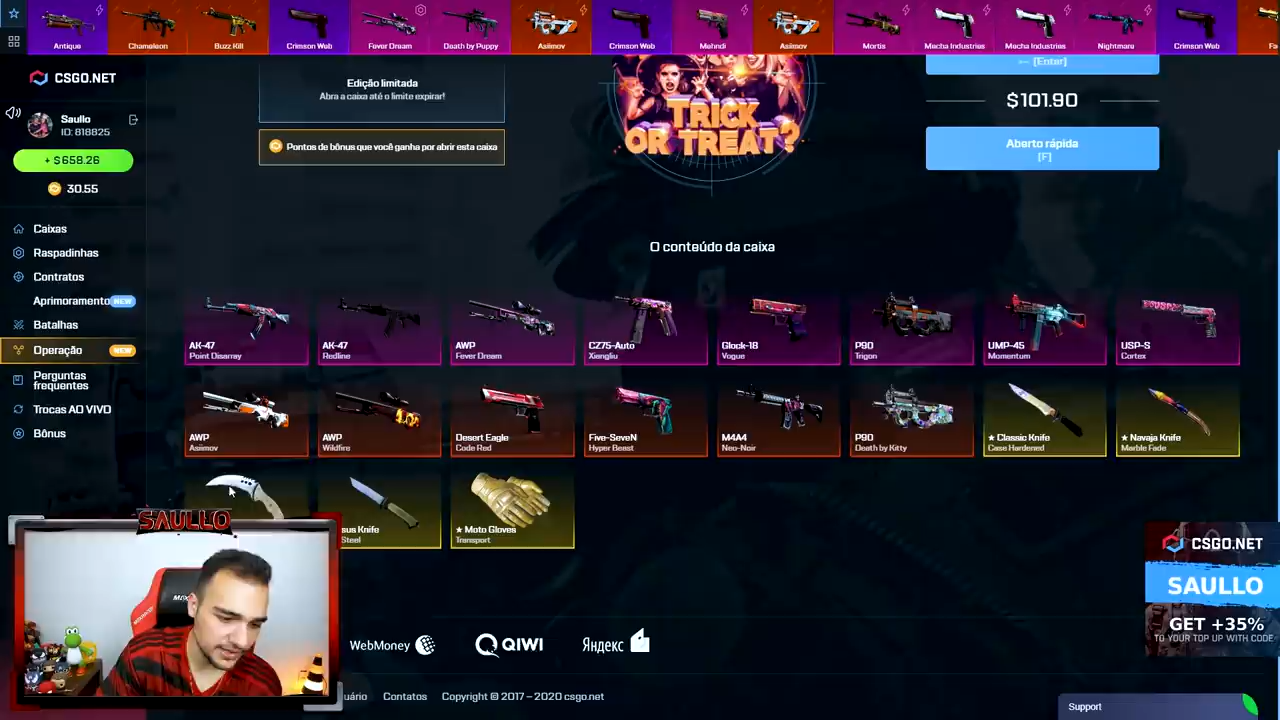 Antique
Chameleon
Buzz Kill
Crimson Web
Fever Dream
Death by Puppy
Asiimov
Crimson Web
Mehndi
Asiimov
Mortis
Mecha Industries
Mecha Industries
Nightmare
Crimson Web
CSGO.NET
Saullo
ID: 818825
+ $658.26
30.55
Caixas
Raspadinhas
Contratos
Aprimoramento NEW
Batalhas
Operação NEW
Perguntas
frequentes
Trocas AO VIVO
Bônus
Edição limitada
Abra a caixa até o limite expirar!
Pontos de bônus que você ganha por abrir esta caixa
TRICK
OR TREAT?
[Enter]
$101.90
Aberto rápida
[F]
O conteúdo da caixa
AK-47
Point Disarray
AK-47
Redline
AWP
Fever Dream
CZ75-Auto
Xiangliu
Glock-18
Vogue
P90
Trigon
UMP-45
Momentum
USP-S
Cortex
AWP
Asiimov
AWP
Wildfire
Desert Eagle
Code Red
Five-SeveN
Hyper Beast
M4A4
Neo-Noir
P90
Death by Kitty
★ Classic Knife
Case Hardened
★ Navaja Knife
Marble Fade
sus Knife
Steel
★ Moto Gloves
Transport
SAULLO
WebMoney
QIWI
Яндекс
uário
Contatos
Copyright © 2017 – 2020 csgo.net
CSGO.NET
SAULLO
GET +35%
TO YOUR TOP UP WITH CODE
Support